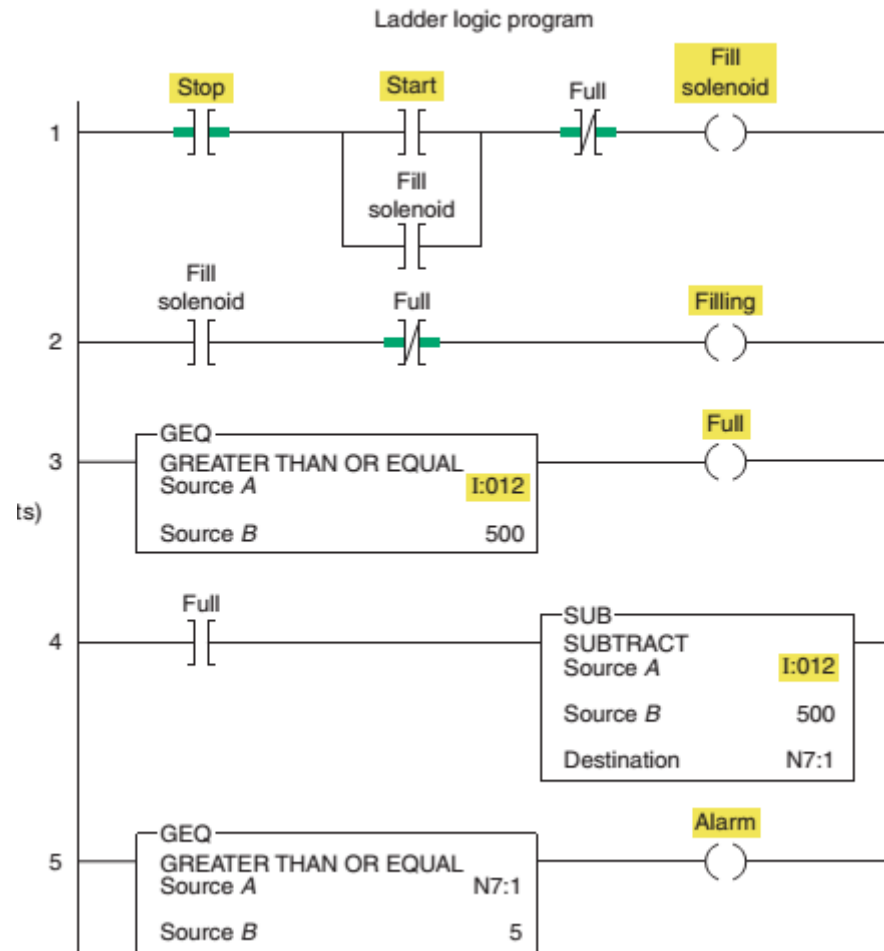 Ladder logic program
Stop
Start
Full
Fill
solenoid
1
Fill
solenoid
Fill
solenoid
Full
Filling
2
GEQ
GREATER THAN OR EQUAL
Source A I:012
Source B 500
Full
3
ts)
Full
4
SUB
SUBTRACT
Source A I:012
Source B 500
Destination N7:1
GEQ
GREATER THAN OR EQUAL
Source A N7:1
Source B 5
Alarm
5